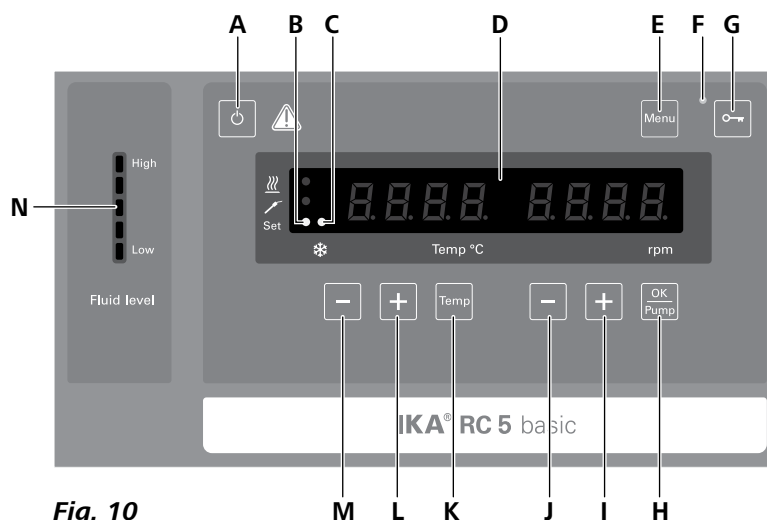 A B C D E F G
High
Menu
N
Set
Low
Temp °C rpm
Fluid level
Temp
OK
Pump
IKA® RC 5 basic
Fig. 10
M L K J I H